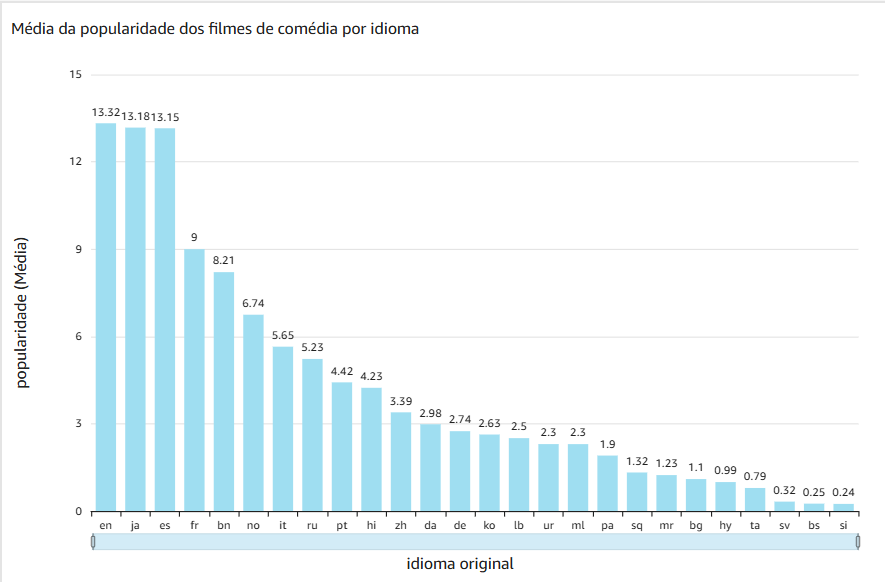 Média da popularidade dos filmes de comédia por idioma
15
12
9
6
3
0
popularidade (Média)
13.32 13.18 13.15 9 8.21 6.74 5.65 5.23 4.42 4.23 3.39 2.98 2.74 2.63 2.5 2.3 2.3 1.9 1.32 1.23 1.1 0.99 0.79 0.32 0.25 0.24
en ja es fr bn no it ru pt hi zh da de ko lb ur ml pa sq mr bg hy ta sv bs si
idioma original